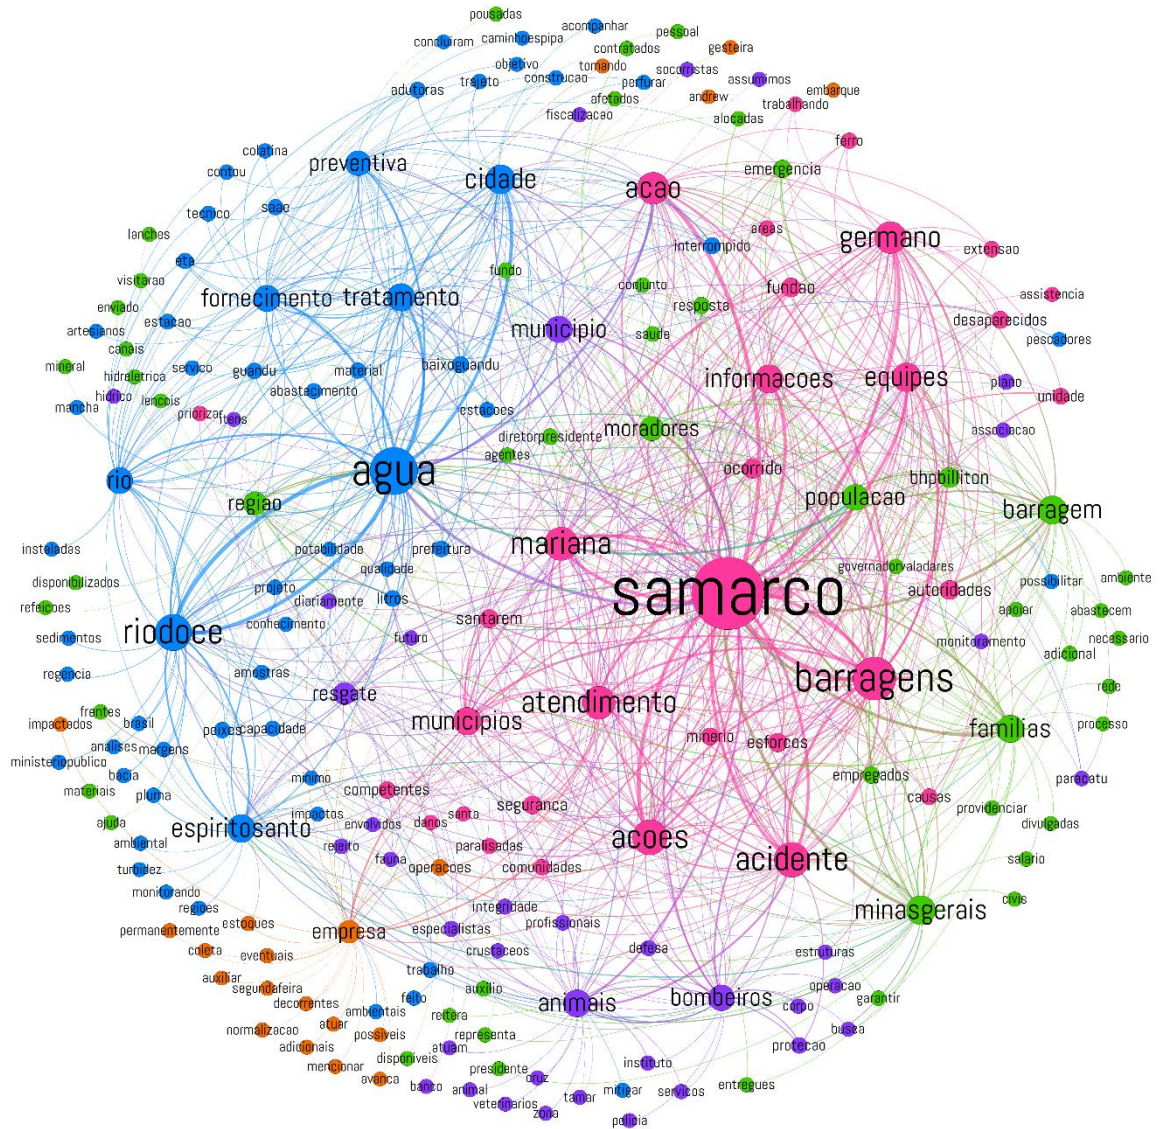 pousadas
concluiram
caminhoespipa
acompanhar
pessoal
contratados
gesteira
objetivo
tomando
socorristas
trajeto
construcao
perfurar
assumimos
adutoras
afetados
andrew
embarque
trabalhando
fiscalizacao
alocadas
colatina
ferro
preventiva
cidade
acao
emergencia
contou
tecnico
saao
areas
germano
lanches
interrompido
extensao
visitarao
eta
fundo
conjunto
fundao
assistencia
enviado
fornecimento
tratamento
resposta
artesianos
estacao
municipio
saude
desaparecidos
pescadores
canais
mineral
servico
guandu
material
baixoguandu
informacoes
equipes
hidreletrica
abastecimento
plano
hidrico
unidade
mancha
lencois
priorizar
itens
estacoes
moradores
diretorpresidente
associacao
agentes
agua
ocorrido
rio
regiao
populacao
bhpbilliton
barragem
instaladas
potabilidade
prefeitura
mariana
qualidade
governadorvaladares
disponibilizados
projeto
samarco
possibilitar
ambiente
refeicoes
diariamente
litros
autoridades
apoiar
abastecem
sedimentos
riodoce
conhecimento
santarem
futuro
monitoramento
necessario
adicional
regencia
amostras
resgate
barragens
rede
frentes
atendimento
impactados
brasil
peixes
capacidade
municipios
familias
processo
analises
margens
minerio
esforcos
ministeriopublico
bacia
minimo
empregados
paracatu
materiais
pluma
competentes
seguranca
causas
impactos
danos
santa
providenciar
ajuda
espiritosanto
envolvidos
acoes
divulgadas
ambiental
rejeito
paralisadas
acidente
turbidez
fauna
operacoes
comunidades
salario
monitorando
regioes
integridade
civis
minasgerais
permanentemente
estoques
empresa
especialistas
profissionais
coleta
eventuais
crustaceos
defesa
estruturas
auxiliar
segundafeira
trabalho
auxilio
operacao
decorrentes
feito
animais
bombeiros
corpo
garantir
normalizacao
atuar
ambientais
reitera
busca
adicionais
possiveis
representa
protecao
mencionar
disponiveis
atuam
presidente
instituto
avanca
banco
animal
cruz
mitigar
servicos
entregues
veterinarios
tamar
zona
policia